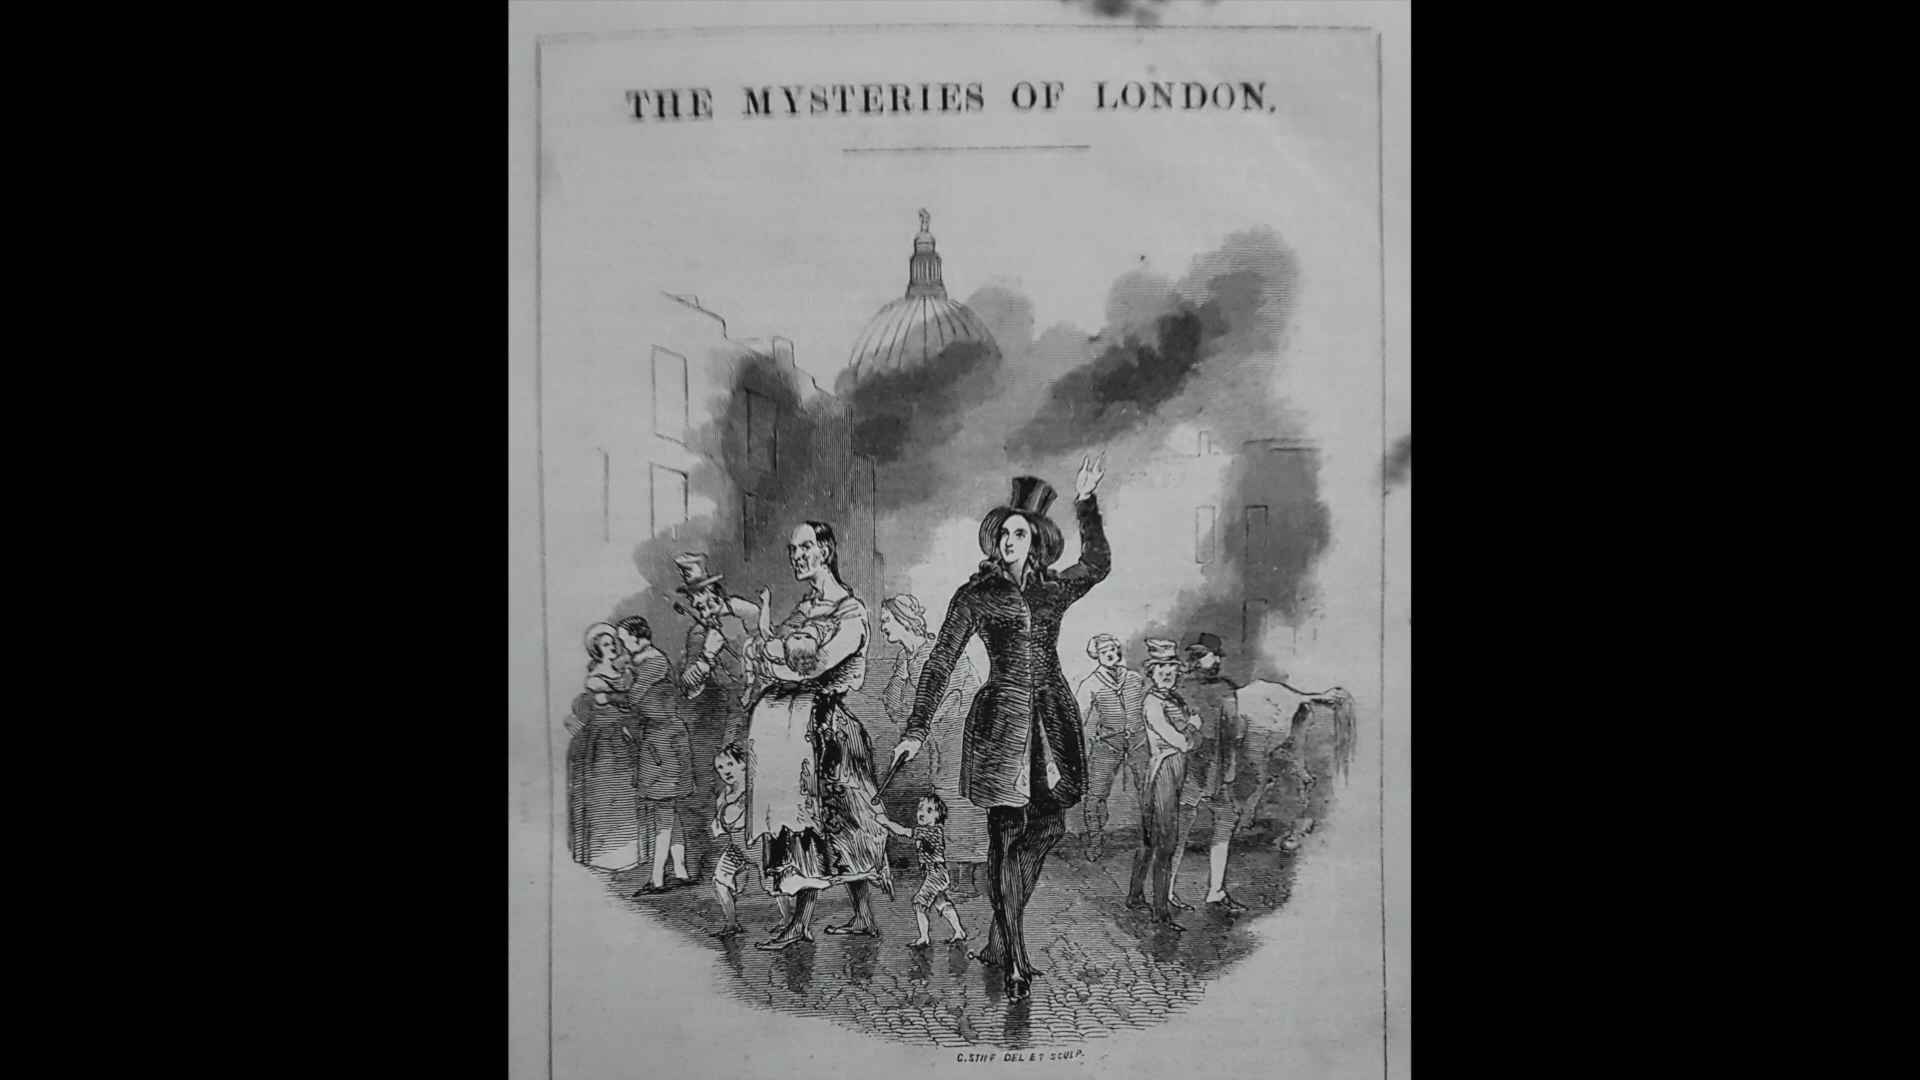 THE MYSTERIES OF LONDON.
G. STIFF DEL ET SCULP.